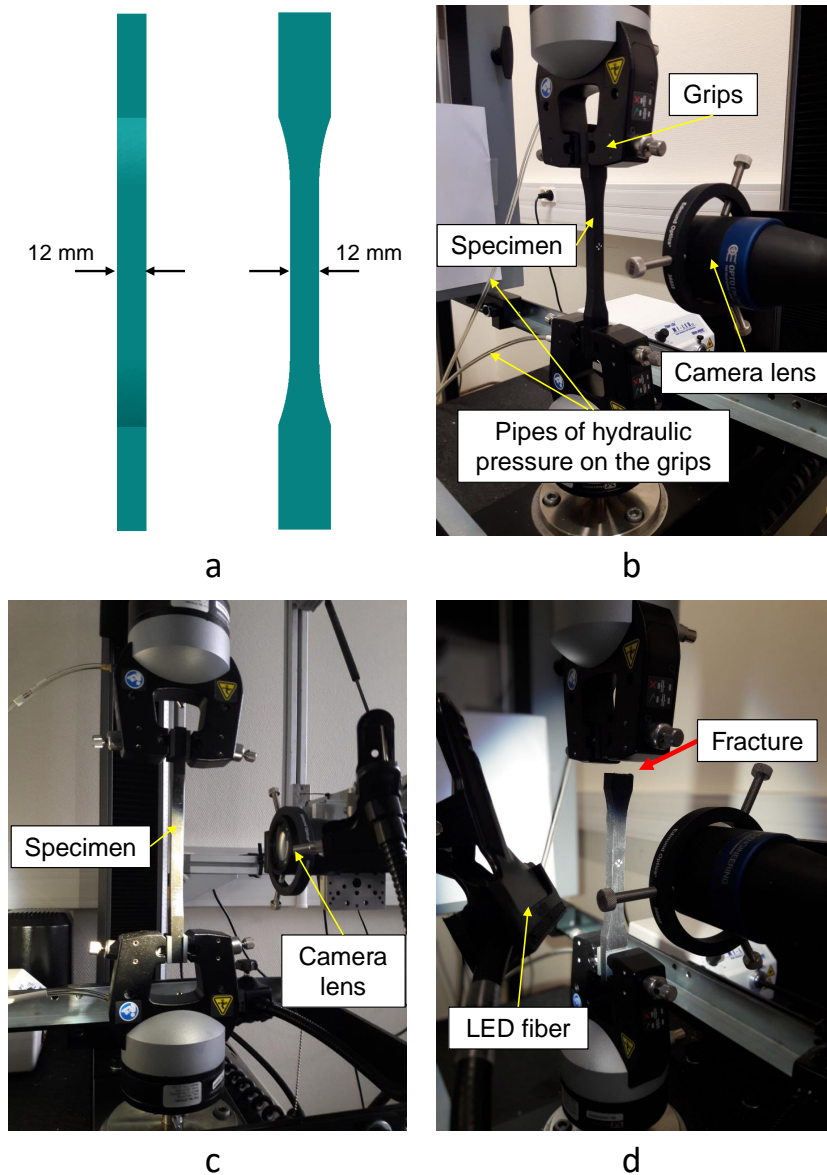 12 mm
12 mm
a
Grips
Specimen
Camera lens
Pipes of hydraulic
pressure on the grips
b
Specimen
Camera
lens
c
Fracture
LED fiber
d